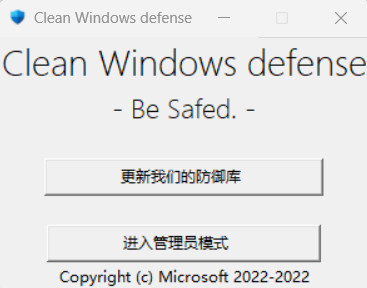 Clean Windows defense
Clean Windows defense
- Be Safed. -
更新我们的防御库
进入管理员模式
Copyright (c) Microsoft 2022-2022